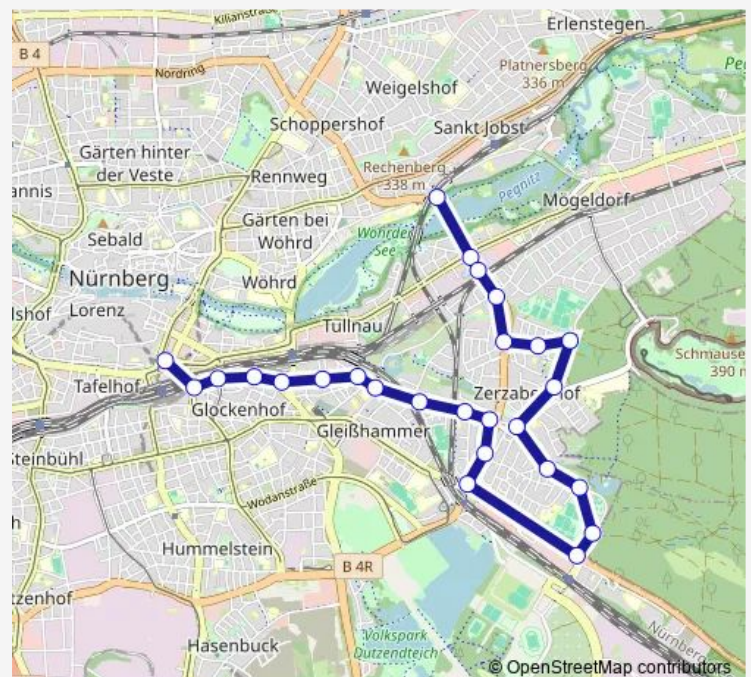 Kilianstraße
Erlenstegen
B 4
Platnersberg
336 m
Nordring
Weigelshof
Schoppershof
Sankt Jobst
Gärten hinter
der Veste
Rechenberg
338 m
Rennweg
annis
Pegnitz
Mögeldorf
Gärten bei
Wöhrd
Sebald
Wöhrder
See
Nürnberg
Wöhrd
lshof
Lorenz
Tullnau
Schmause
390 m
Tafelhof
Zerzabelshof
Glockenhof
Gleißhammer
Steinbühl
Wodanstraße
Hummelstein
B 4R
tzenhof
Volkspark
Dutzendteich
Nürnberg
Hasenbuck
© OpenStreetMap contributors